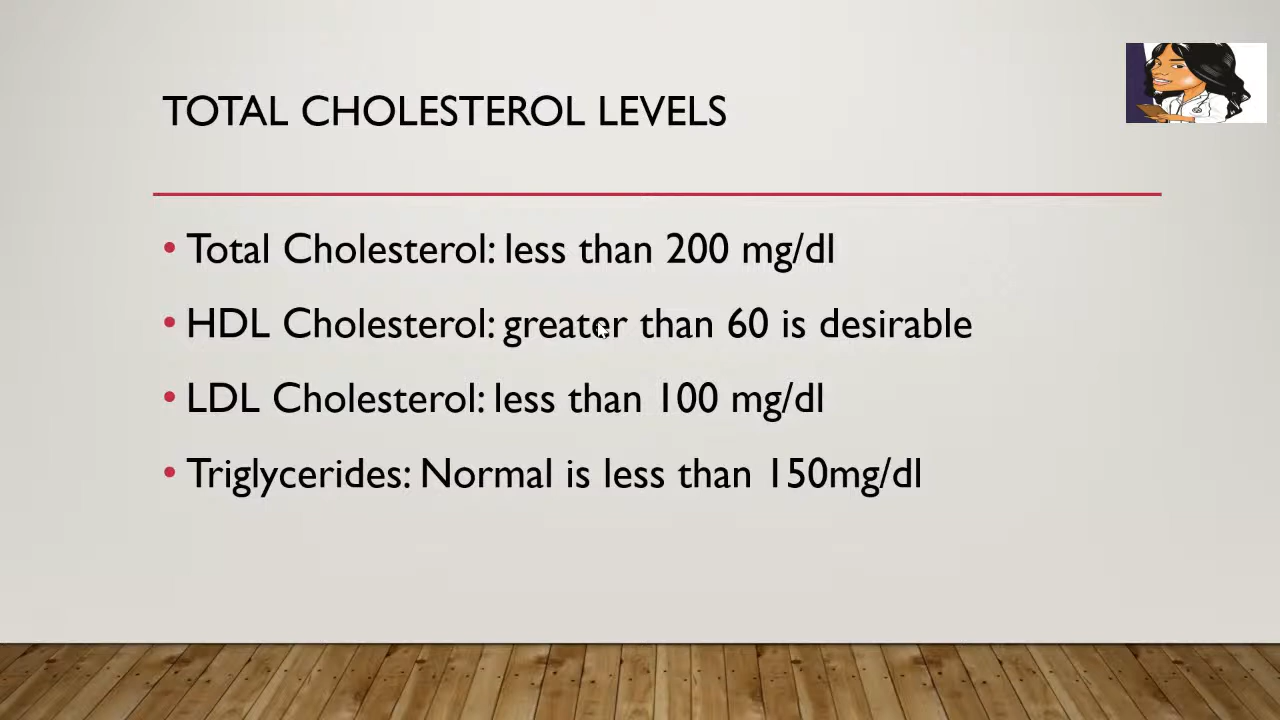 TOTAL CHOLESTEROL LEVELS
• Total Cholesterol: less than 200 mg/dl
• HDL Cholesterol: greater than 60 is desirable
• LDL Cholesterol: less than 100 mg/dl
• Triglycerides: Normal is less than 150mg/dl